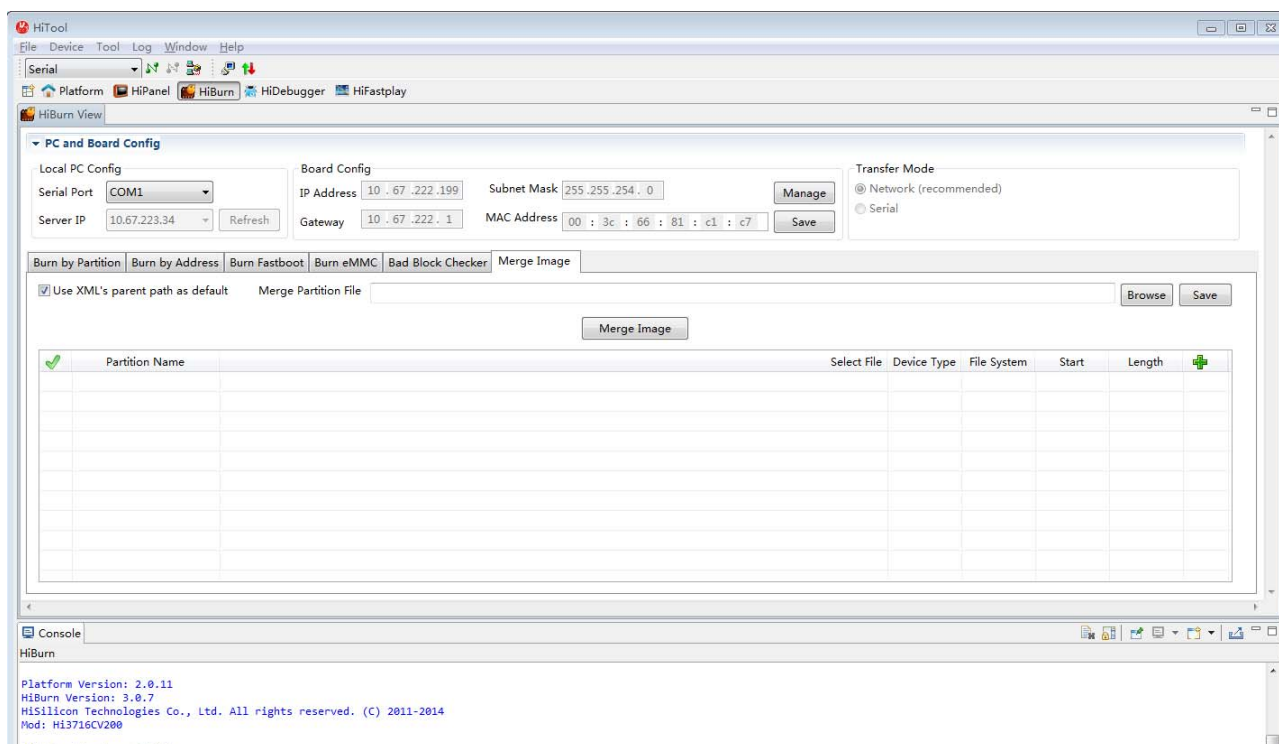 HiTool
File Device Tool Log Window Help
Serial
Platform HiPanel HiBurn HiDebugger HiFastplay
HiBurn View
PC and Board Config
Local PC Config Board Config Transfer Mode
Serial Port COM1 IP Address 10 . 67 .222 .199 Subnet Mask 255 .255 .254 . 0 Manage Network (recommended)
Server IP 10.67.223.34 Refresh Gateway 10 . 67 .222 . 1 MAC Address 00 : 3c : 66 : 81 : c1 : c7 Save Serial
Burn by Partition Burn by Address Burn Fastboot Burn eMMC Bad Block Checker Merge Image
Use XML's parent path as default Merge Partition File Browse Save
Merge Image
Partition Name Select File Device Type File System Start Length
Console
HiBurn
Platform Version: 2.0.11
HiBurn Version: 3.0.7
HiSilicon Technologies Co., Ltd. All rights reserved. (C) 2011-2014
Mod: Hi3716CV200